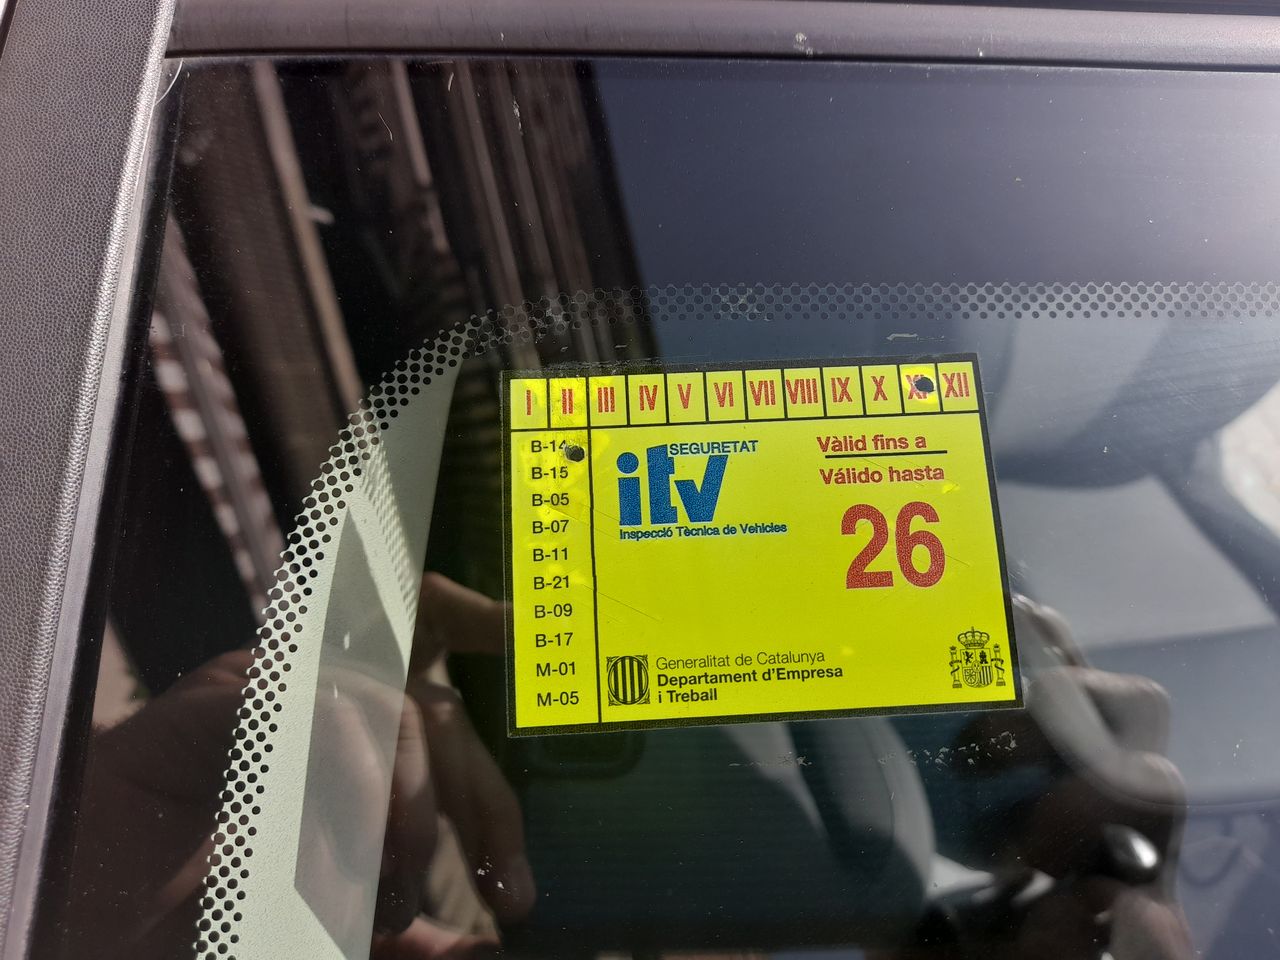 I II III IV V VI VII VIII IX X XI XII
B-14
B-15
B-05
B-07
B-11
B-21
B-09
B-17
M-01
M-05
SEGURETAT
itv
Inspecció Tècnica de Vehicles
Vàlid fins a
Válido hasta
26
Generalitat de Catalunya
Departament d'Empresa
i Treball